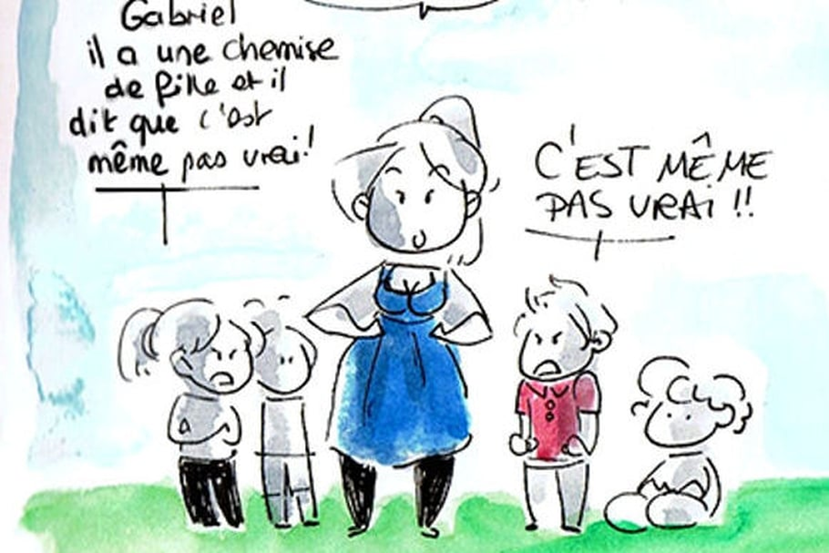 Gabriel
il a une chemise
de fille et il
dit que c'est
même pas vrai!
C'EST MÊME
PAS VRAi !!